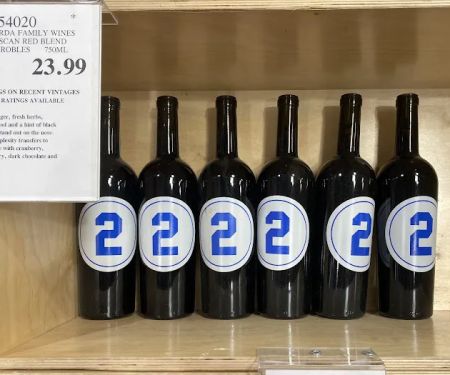 54020
RDA FAMILY WINES
SCAN RED BLEND
ROBLES 750ML
23.99
GS ON RECENT VINTAGES
RATINGS AVAILABLE
ger, fresh herbs,
and a hint of black
tand out on the nose.
plexity transfers to
with cranberry,
ry, dark chocolate and
2 2 2 2 2 2